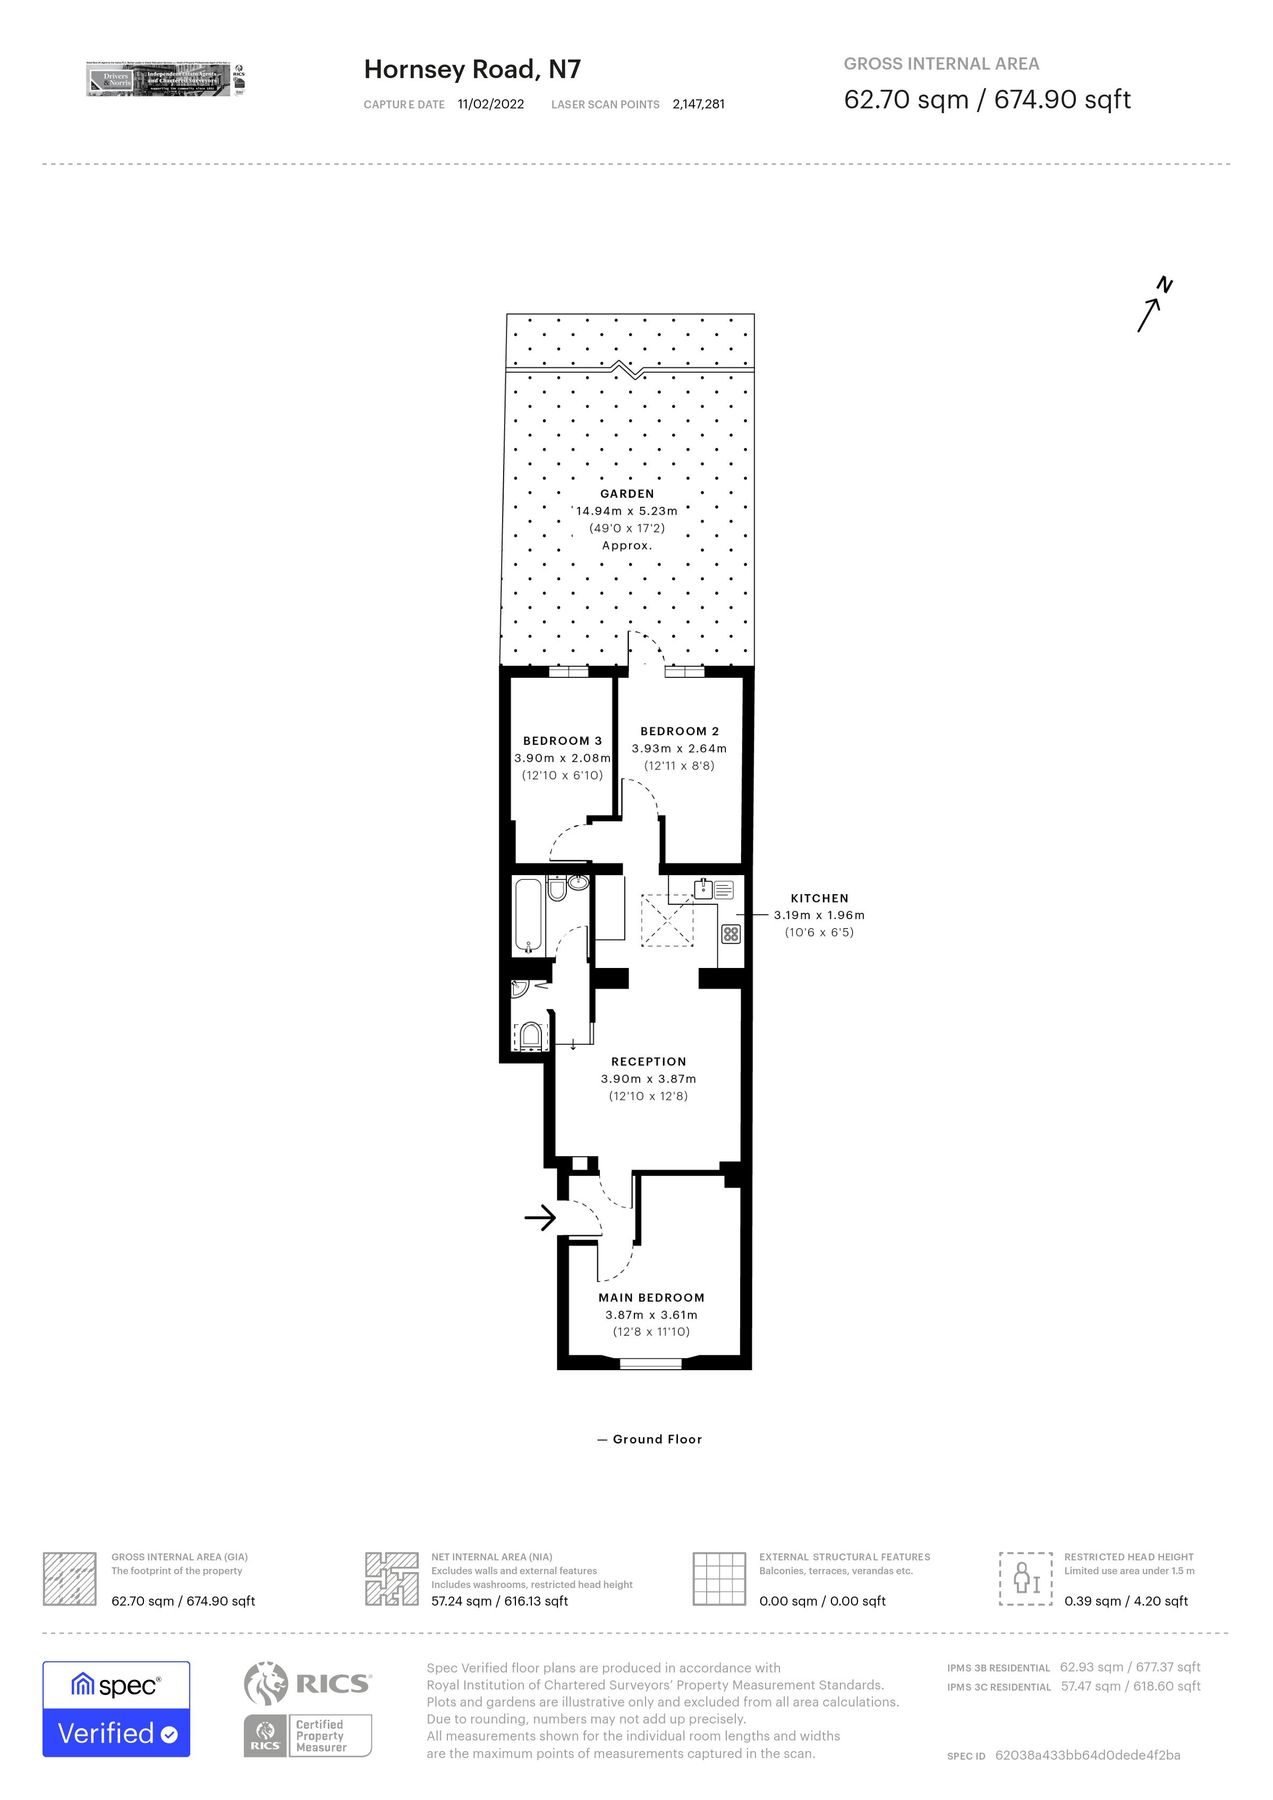 Drivers & Norris
Independent Estate Agents
and Chartered Surveyors
Supporting the community since 1851
RICS
Hornsey Road, N7
CAPTURE DATE 11/02/2022 LASER SCAN POINTS 2,147,281
GROSS INTERNAL AREA
62.70 sqm / 674.90 sqft
N
GARDEN
14.94m x 5.23m
(49'0 x 17'2)
Approx.
BEDROOM 3
3.90m x 2.08m
(12'10 x 6'10)
BEDROOM 2
3.93m x 2.64m
(12'11 x 8'8)
KITCHEN
3.19m x 1.96m
(10'6 x 6'5)
RECEPTION
3.90m x 3.87m
(12'10 x 12'8)
MAIN BEDROOM
3.87m x 3.61m
(12'8 x 11'10)
— Ground Floor
GROSS INTERNAL AREA (GIA)
The footprint of the property
62.70 sqm / 674.90 sqft
NET INTERNAL AREA (NIA)
Excludes walls and external features
Includes washrooms, restricted head height
57.24 sqm / 616.13 sqft
EXTERNAL STRUCTURAL FEATURES
Balconies, terraces, verandas etc.
0.00 sqm / 0.00 sqft
RESTRICTED HEAD HEIGHT
Limited use area under 1.5 m
0.39 sqm / 4.20 sqft
spec
Verified
RICS
RICS
Certified
Property
Measurer
Spec Verified floor plans are produced in accordance with
Royal Institution of Chartered Surveyors' Property Measurement Standards.
Plots and gardens are illustrative only and excluded from all area calculations.
Due to rounding, numbers may not add up precisely.
All measurements shown for the individual room lengths and widths
are the maximum points of measurements captured in the scan.
IPMS 3B RESIDENTIAL 62.93 sqm / 677.37 sqft
IPMS 3C RESIDENTIAL 57.47 sqm / 618.60 sqft
SPEC ID 62038a433bb64d0dede4f2ba